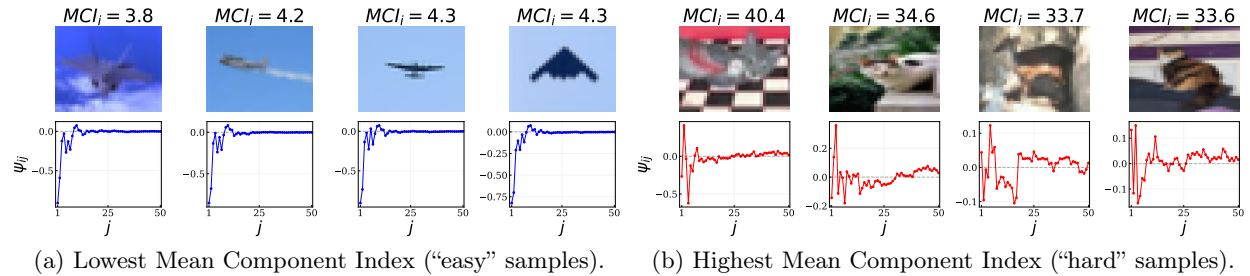 MCI_i = 3.8 MCI_i = 4.2 MCI_i = 4.3 MCI_i = 4.3 MCI_i = 40.4 MCI_i = 34.6 MCI_i = 33.7 MCI_i = 33.6
ψ_ij 0.0 −0.5 1 25 50 j
0.0 −0.5 1 25 50 j
0.0 −0.5 1 25 50 j
0.00 −0.25 −0.50 −0.75 1 25 50 j
ψ_ij 0.0 −0.5 1 25 50 j
0.2 0.0 −0.2 1 25 50 j
0.1 0.0 −0.1 1 25 50 j
0.1 0.0 −0.1 1 25 50 j
(a) Lowest Mean Component Index (“easy” samples). (b) Highest Mean Component Index (“hard” samples).